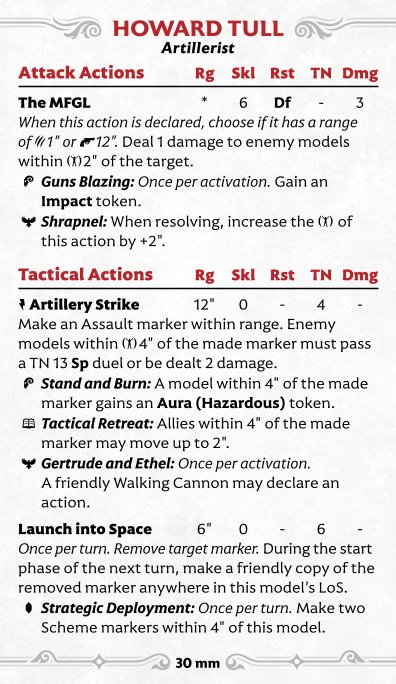 HOWARD TULL
Artillerist
Attack Actions Rg Skl Rst TN Dmg
The MFGL * 6 Df - 3
When this action is declared, choose if it has a range
of 1" or 12". Deal 1 damage to enemy models
within 2" of the target.
Guns Blazing: Once per activation. Gain an
Impact token.
Shrapnel: When resolving, increase the of
this action by +2".
Tactical Actions Rg Skl Rst TN Dmg
Artillery Strike 12" 0 - 4 -
Make an Assault marker within range. Enemy
models within 4" of the made marker must pass
a TN 13 Sp duel or be dealt 2 damage.
Stand and Burn: A model within 4" of the made
marker gains an Aura (Hazardous) token.
Tactical Retreat: Allies within 4" of the made
marker may move up to 2".
Gertrude and Ethel: Once per activation.
A friendly Walking Cannon may declare an
action.
Launch into Space 6" 0 - 6 -
Once per turn. Remove target marker. During the start
phase of the next turn, make a friendly copy of the
removed marker anywhere in this model's LoS.
Strategic Deployment: Once per turn. Make two
Scheme markers within 4" of this model.
30 mm